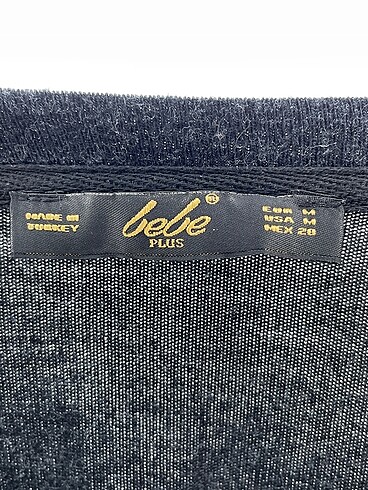 MADE IN
TURKEY
bebe®
PLUS
EUR M
USA M
MEX 28